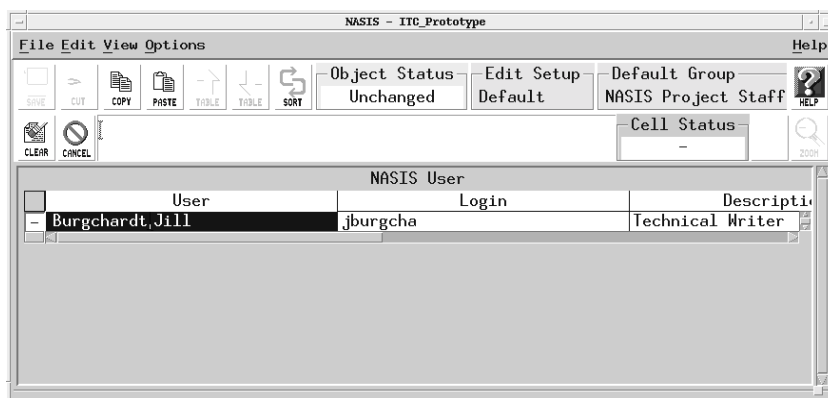 NASIS - ITC_Prototype
File Edit View Options Help
Object Status Edit Setup Default Group
SAVE CUT COPY PASTE TABLE TABLE SORT Unchanged Default NASIS Project Staff HELP
Cell Status
CLEAR CANCEL - ZOOM
NASIS User
User Login Descriptio
- Burgchardt,Jill jburgcha Technical Writer